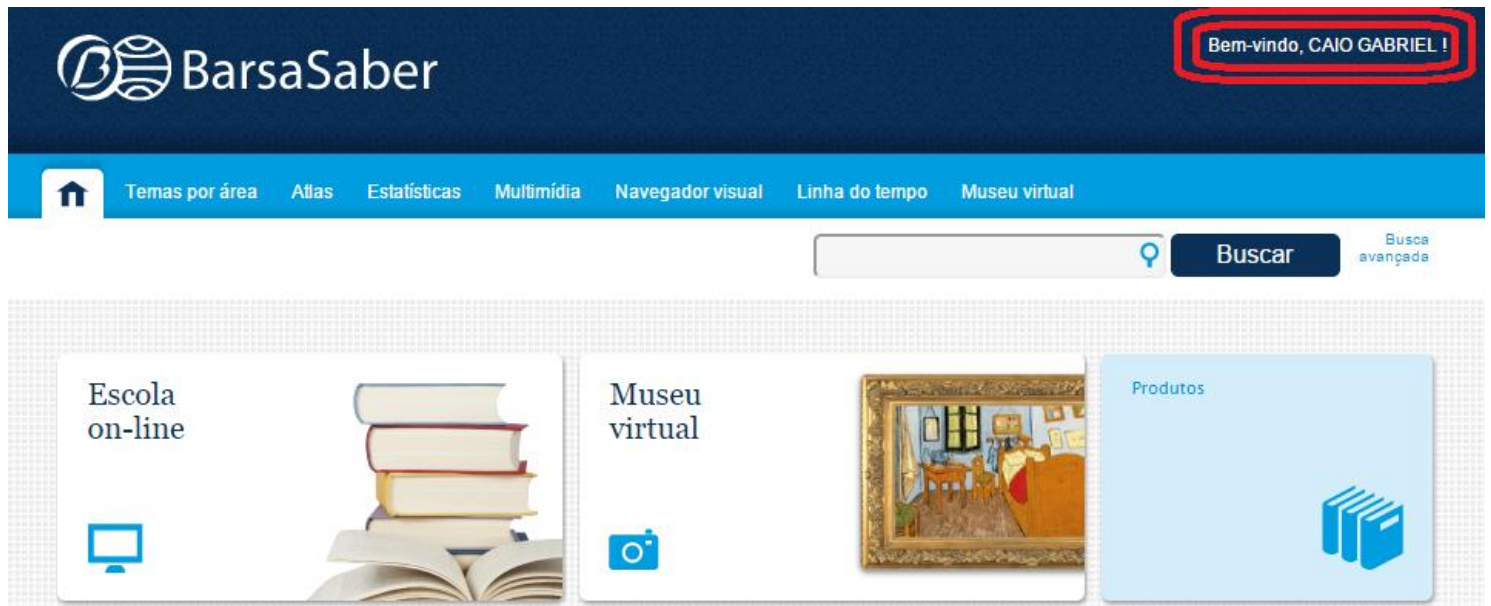 BarsaSaber
Bem-vindo, CAIO GABRIEL !
Temas por área Atlas Estatísticas Multimídia Navegador visual Linha do tempo Museu virtual
Buscar
Busca
avançada
Escola
on-line
Museu
virtual
Produtos